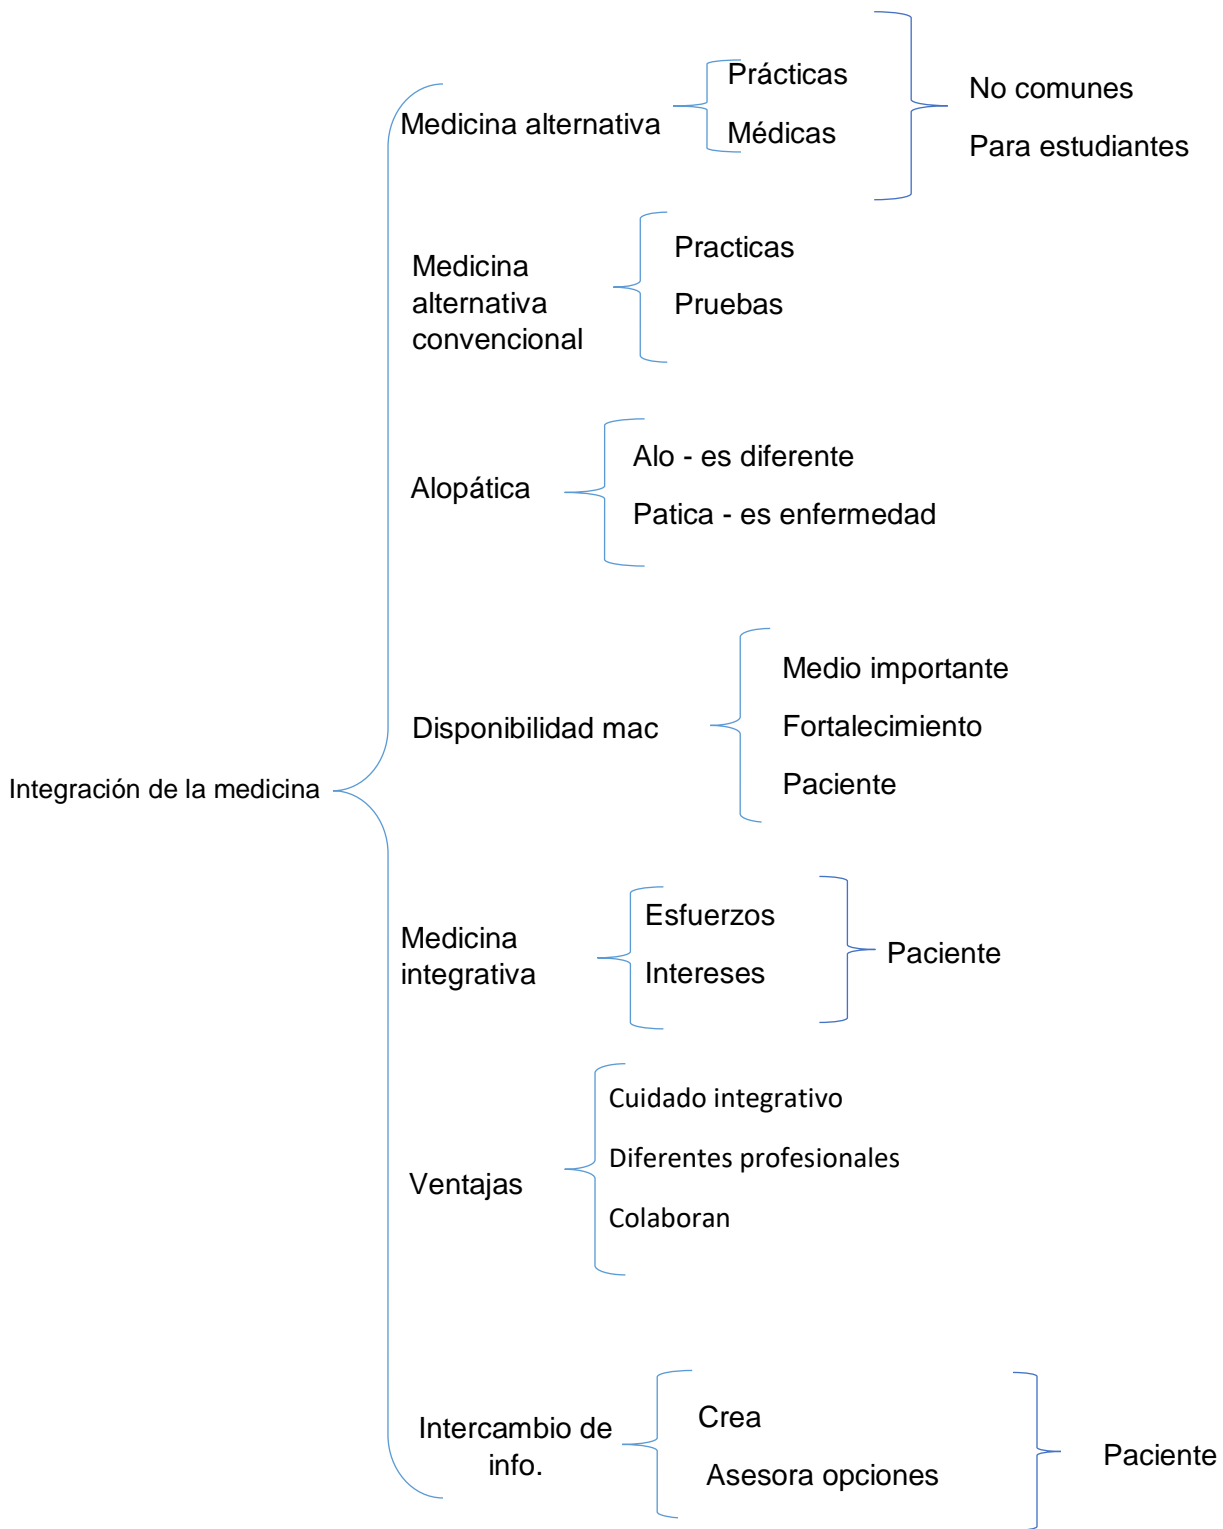 Integración de la medicina
Medicina alternativa
Prácticas
Médicas
No comunes
Para estudiantes
Medicina
alternativa
convencional
Practicas
Pruebas
Alopática
Alo - es diferente
Patica - es enfermedad
Disponibilidad mac
Medio importante
Fortalecimiento
Paciente
Medicina
integrativa
Esfuerzos
Intereses
Paciente
Ventajas
Cuidado integrativo
Diferentes profesionales
Colaboran
Intercambio de
info.
Crea
Asesora opciones
Paciente